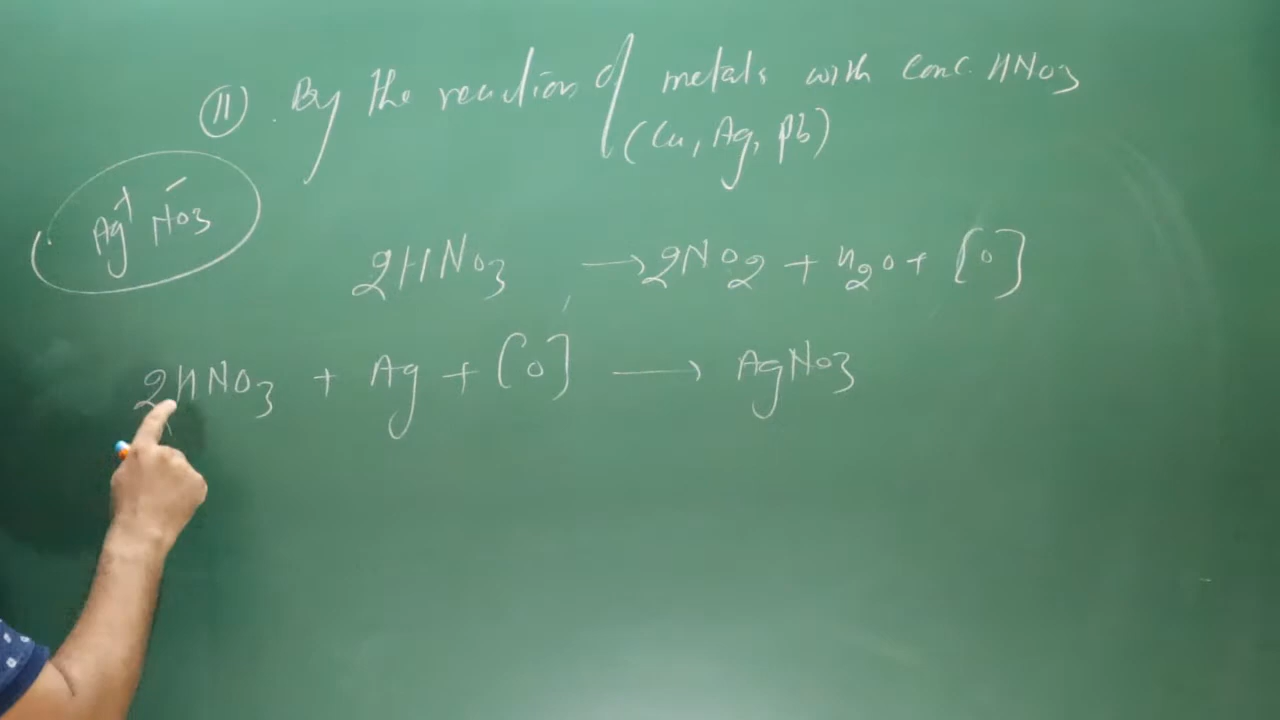 (11). By the reaction of metals with Conc. HNO3
(Cu, Ag, Pb)
Ag+ NO3-
2HNO3 → 2NO2 + H2O + [O]
2HNO3 + Ag + [O] → AgNO3